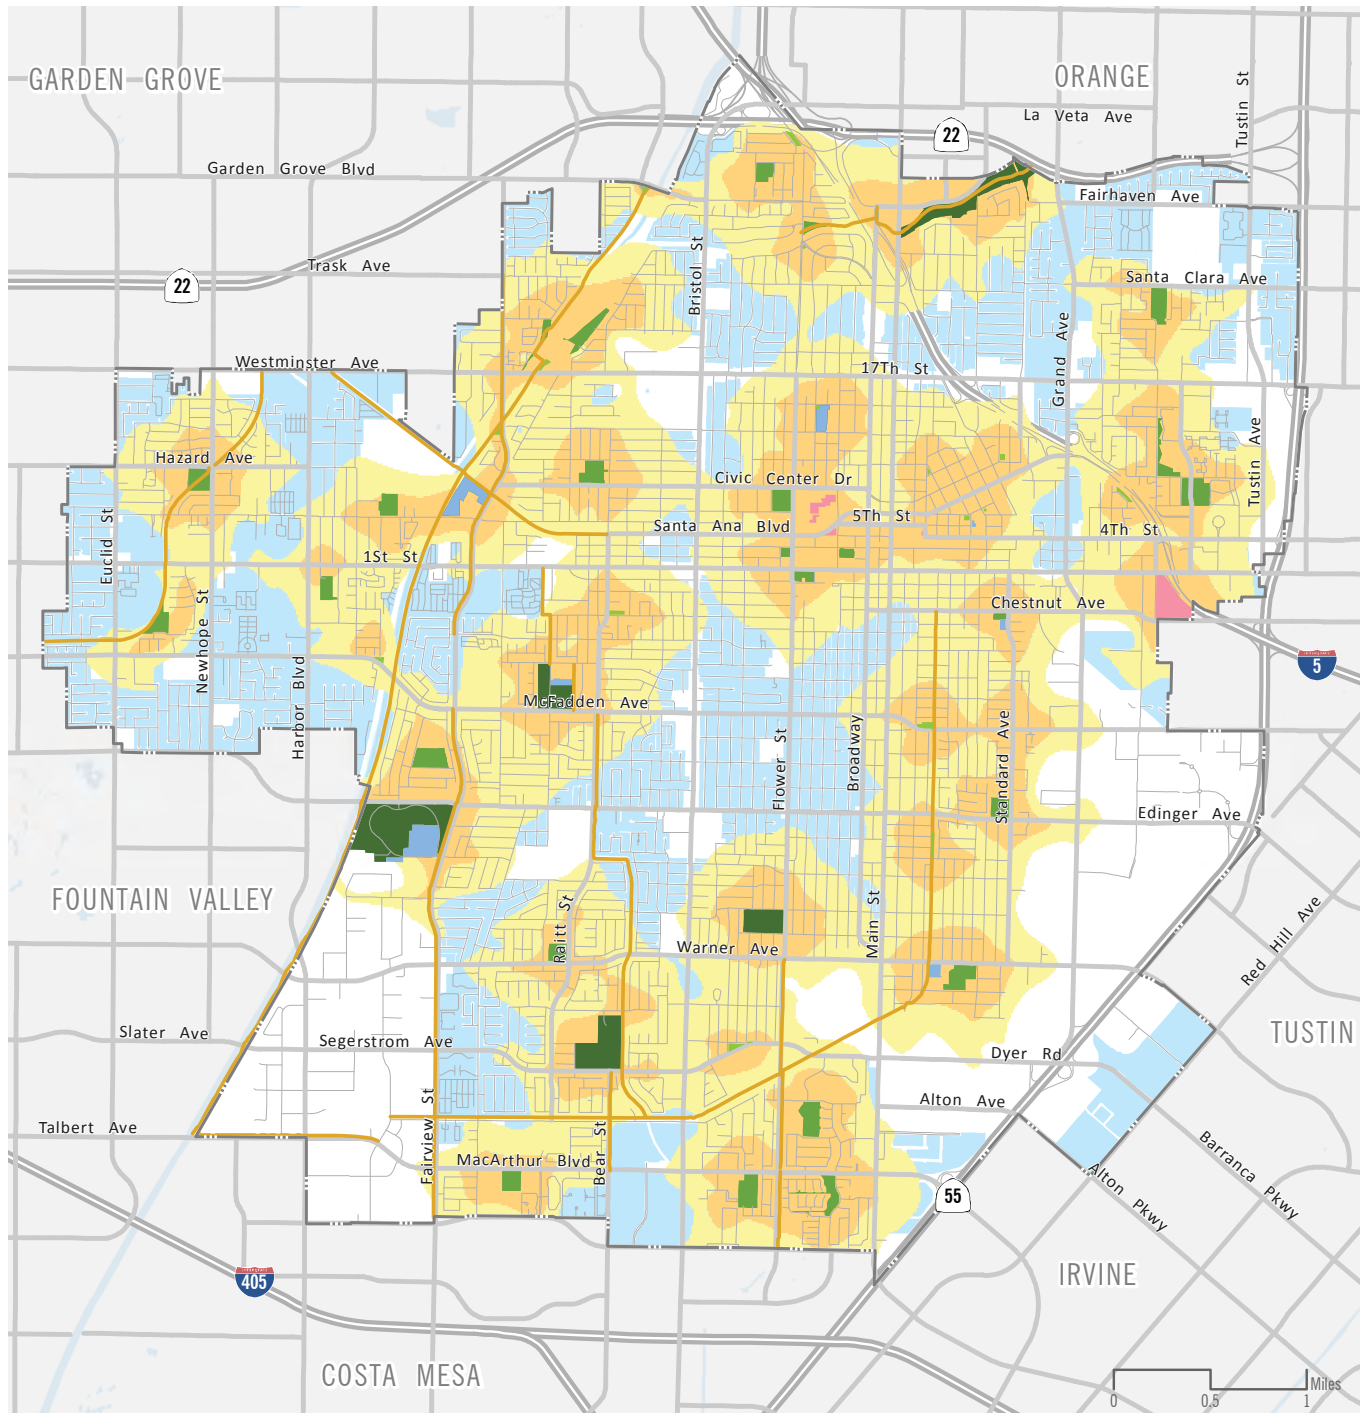 GARDEN GROVE
ORANGE
Tustin St
La Veta Ave
22
Garden Grove Blvd
Fairhaven Ave
Trask Ave
22
Bristol St
Santa Clara Ave
Grand Ave
Westminster Ave
17Th St
Tustin Ave
Hazard Ave
Civic Center Dr
Euclid St
Santa Ana Blvd
5Th St
4Th St
1St St
Newhope St
Chestnut Ave
5
Harbor Blvd
McFadden Ave
Flower St
Broadway
Standard Ave
Edinger Ave
FOUNTAIN VALLEY
Raitt St
Main St
Warner Ave
Red Hill Ave
Slater Ave
Segerstrom Ave
Dyer Rd
TUSTIN
Fairview St
Alton Ave
Talbert Ave
Bear St
MacArthur Blvd
Barranca Pkwy
Alton Pkwy
55
405
IRVINE
COSTA MESA
Miles
0 0.5 1